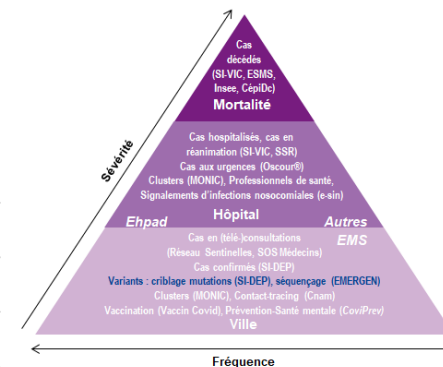 Cas
décédés
(SI-VIC, ESMS,
Insee, CépiDc)
Mortalité
Sévérité
Cas hospitalisés, cas en
réanimation (SI-VIC, SSR)
Cas aux urgences (Oscour®)
Clusters (MONIC), Professionnels de santé,
Signalements d'infections nosocomiales (e-sin)
Ehpad Hôpital Autres
EMS
Cas en (télé-)consultations
(Réseau Sentinelles, SOS Médecins)
Cas confirmés (SI-DEP)
Variants : criblage mutations (SI-DEP), séquençage (EMERGEN)
Clusters (MONIC), Contact-tracing (Cnam)
Vaccination (Vaccin Covid), Prévention-Santé mentale (CoviPrev)
Ville
Fréquence